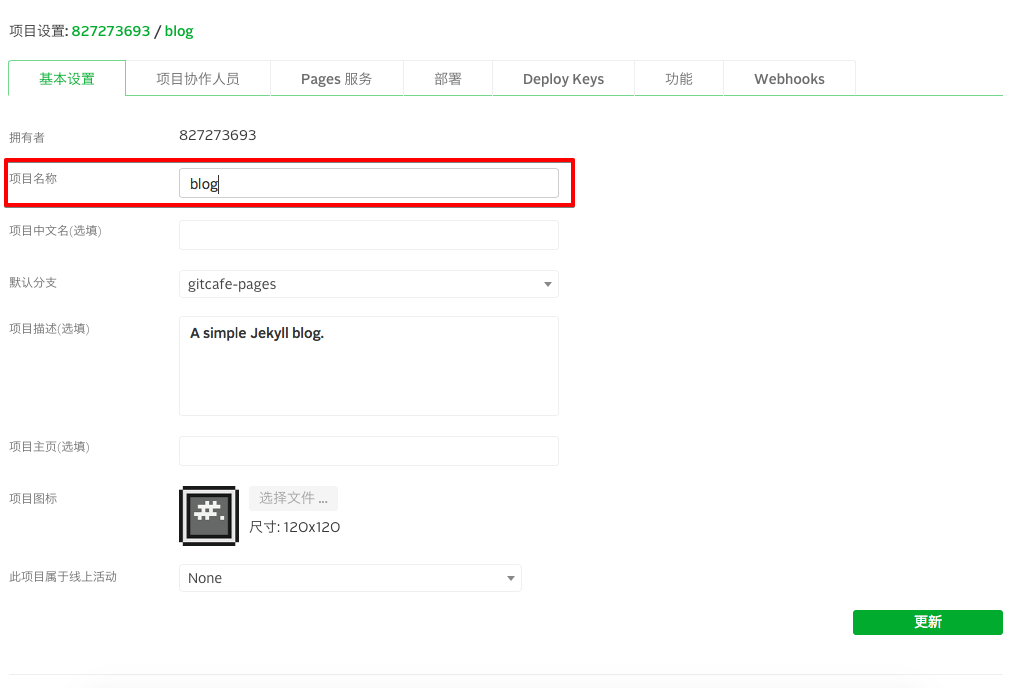 项目设置: 827273693 / blog
基本设置 项目协作人员 Pages 服务 部署 Deploy Keys 功能 Webhooks
拥有者 827273693
项目名称 blog
项目中文名(选填)
默认分支 gitcafe-pages
项目描述(选填) A simple Jekyll blog.
项目主页(选填)
项目图标 #. 选择文件 ...
尺寸: 120x120
此项目属于线上活动 None
更新